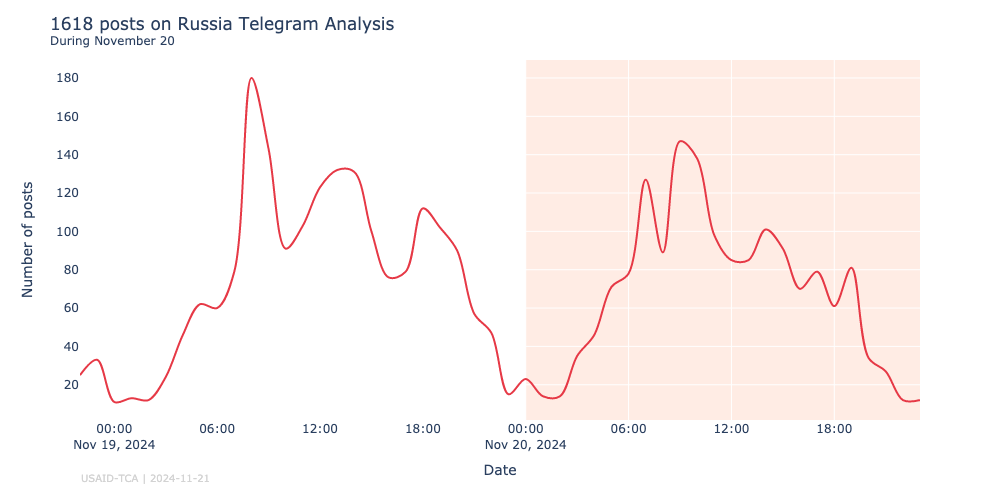 1618 posts on Russia Telegram Analysis
During November 20
Number of posts
180
160
140
120
100
80
60
40
20
00:00 06:00 12:00 18:00 00:00 06:00 12:00 18:00
Nov 19, 2024 Nov 20, 2024
Date
USAID-TCA | 2024-11-21